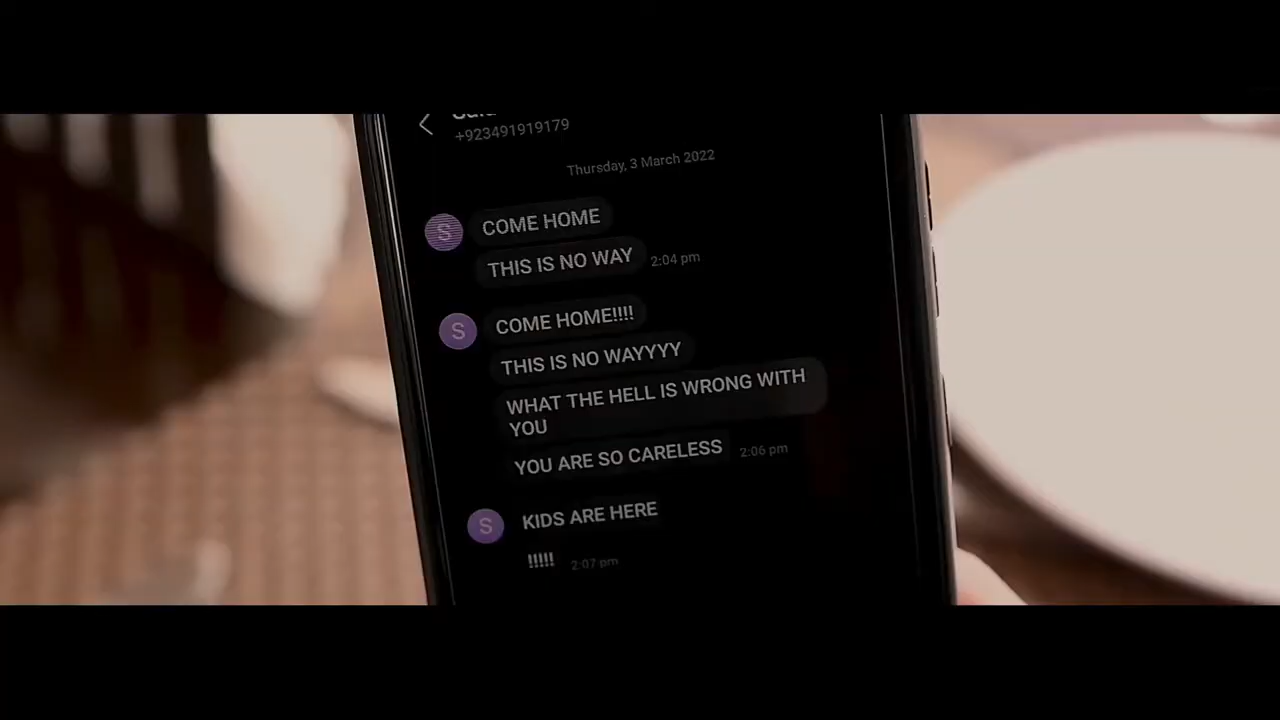 +923491919179
Thursday, 3 March 2022
S
COME HOME
THIS IS NO WAY 2:04 pm
S
COME HOME!!!!
THIS IS NO WAYYYY
WHAT THE HELL IS WRONG WITH
YOU
YOU ARE SO CARELESS 2:06 pm
S
KIDS ARE HERE
!!!!! 2:07 pm